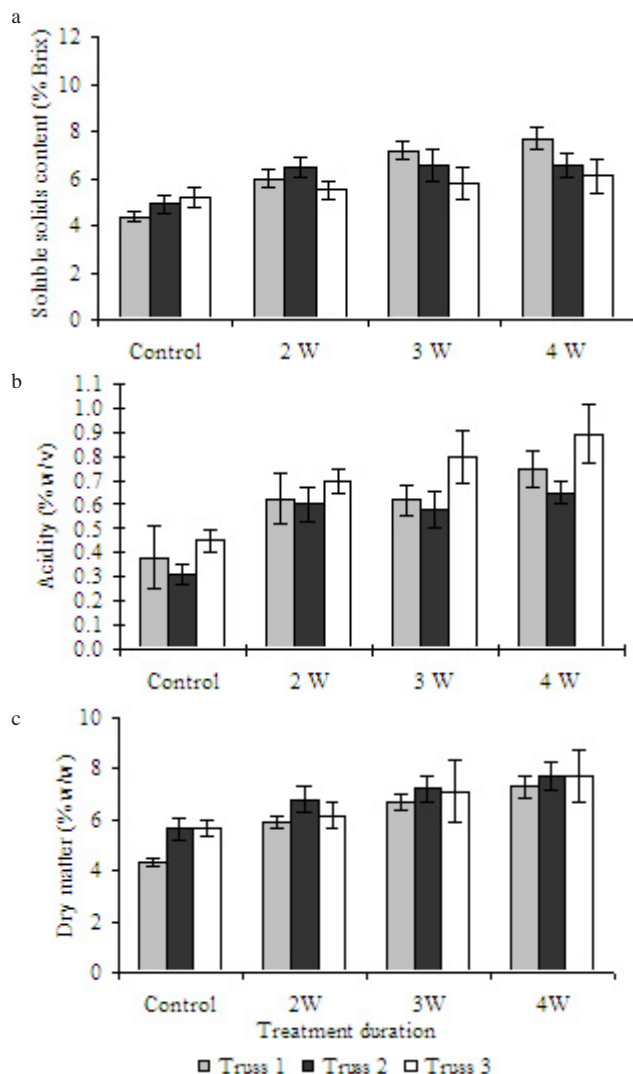 a
Soluble solids content (% Brix)
12
10
8
6
4
2
0
Control 2 W 3 W 4 W
b
Acidity (% w/v)
1.1
1.0
0.9
0.8
0.7
0.6
0.5
0.4
0.3
0.2
0.1
0.0
Control 2 W 3 W 4 W
c
Dry matter (% w/w)
10
8
6
4
2
0
Control 2W 3W 4W
Treatment duration
Truss 1 Truss 2 Truss 3